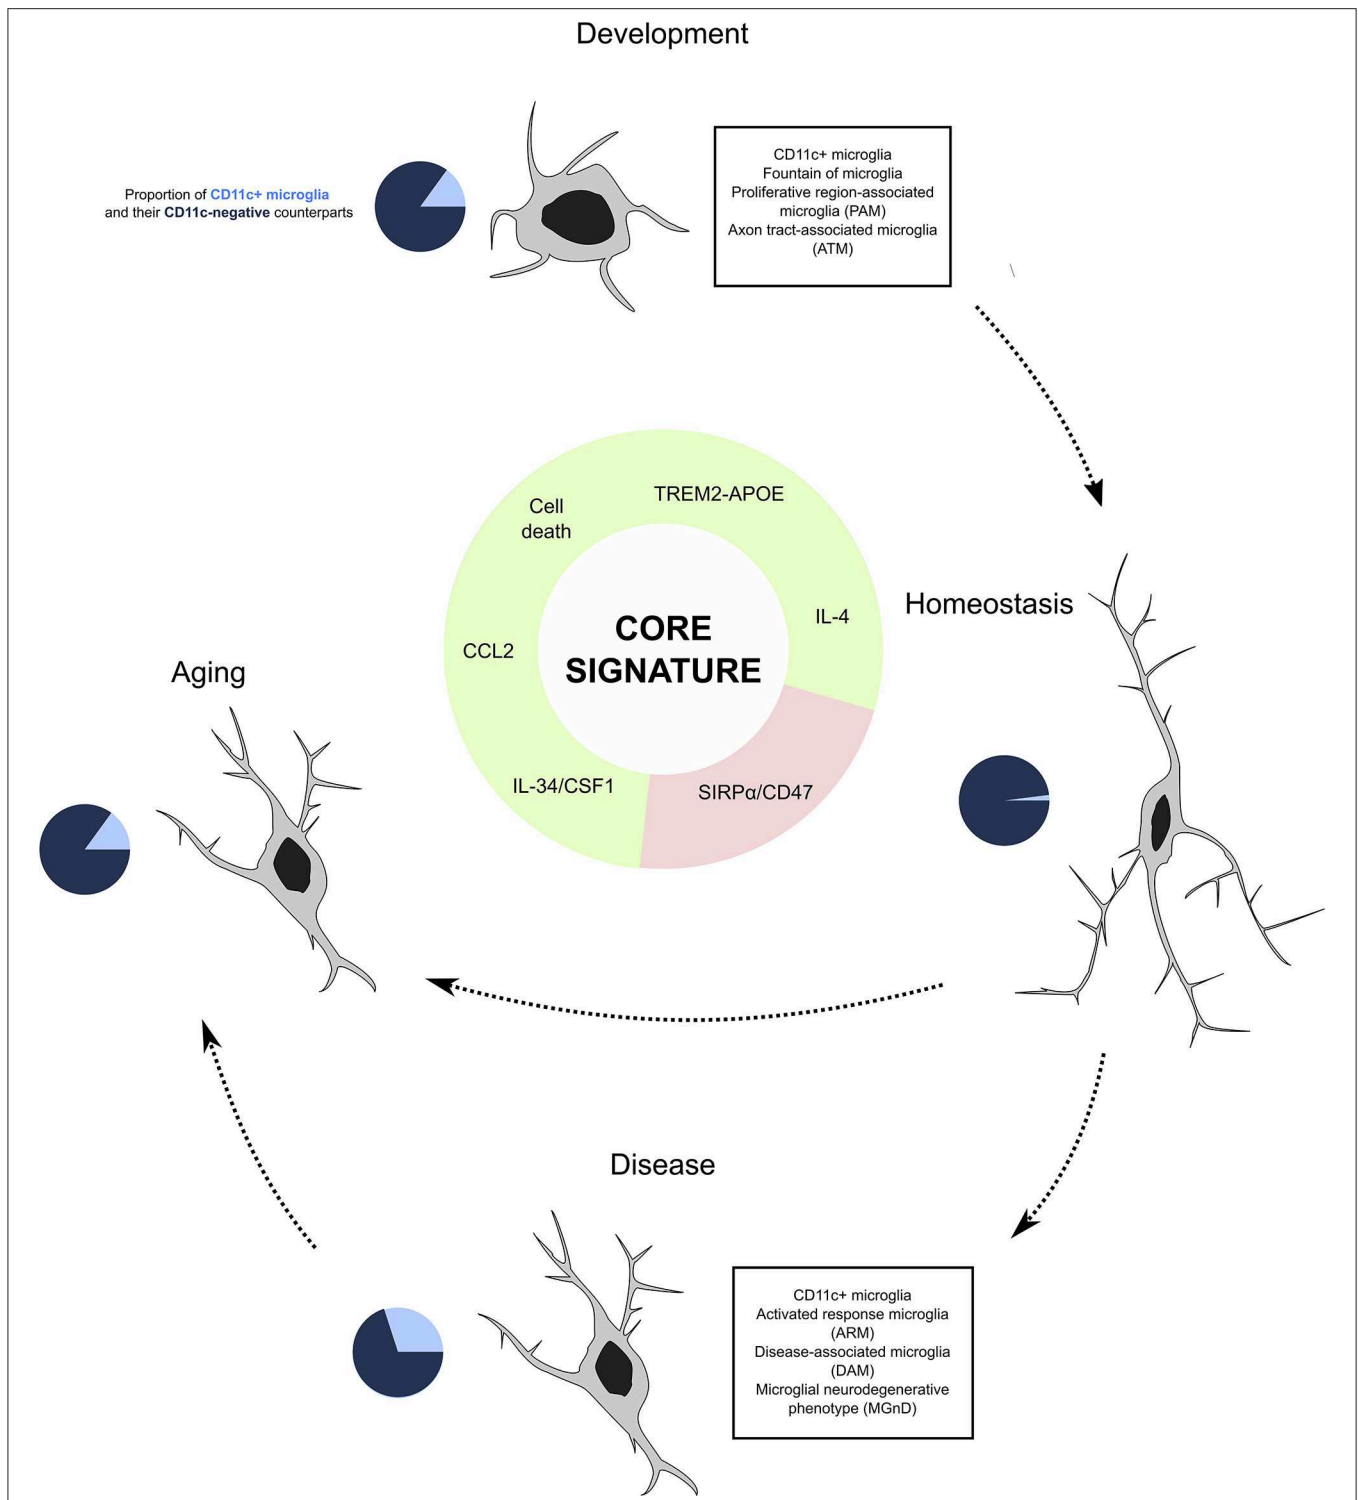 Development
Proportion of CD11c+ microglia
and their CD11c-negative counterparts
CD11c+ microglia
Fountain of microglia
Proliferative region-associated
microglia (PAM)
Axon tract-associated microglia
(ATM)
Cell
death
TREM2-APOE
IL-4
CCL2
CORE
SIGNATURE
IL-34/CSF1
SIRPα/CD47
Homeostasis
Aging
Disease
CD11c+ microglia
Activated response microglia
(ARM)
Disease-associated microglia
(DAM)
Microglial neurodegenerative
phenotype (MGnD)